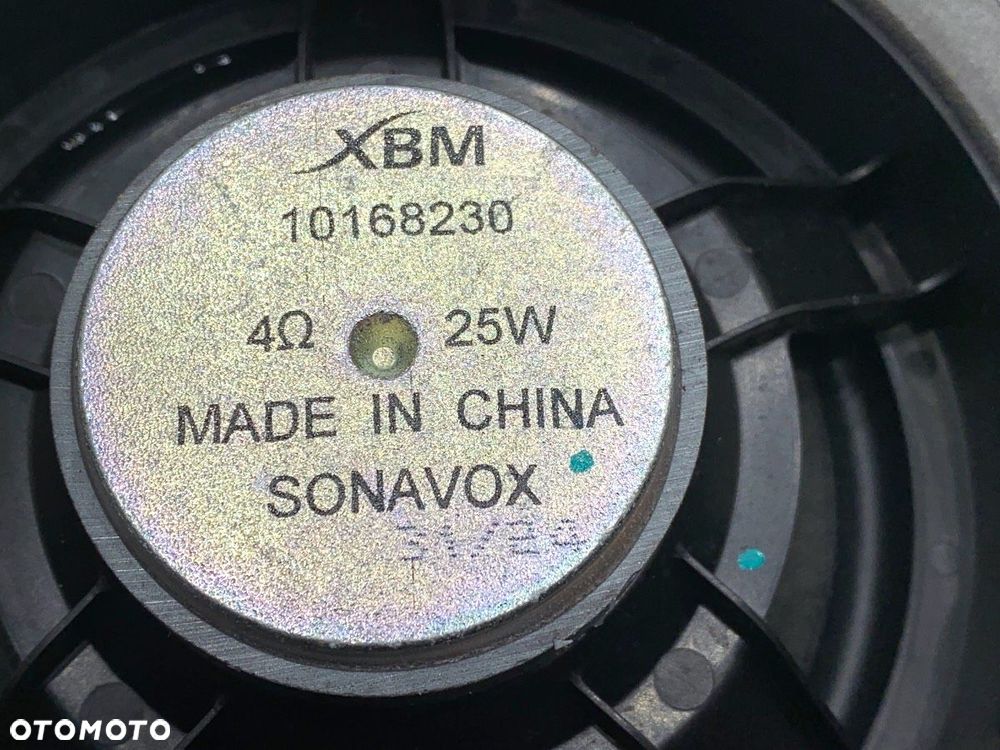 XBM
10168230
4Ω 25W
MADE IN CHINA
SONAVOX
OTOMOTO